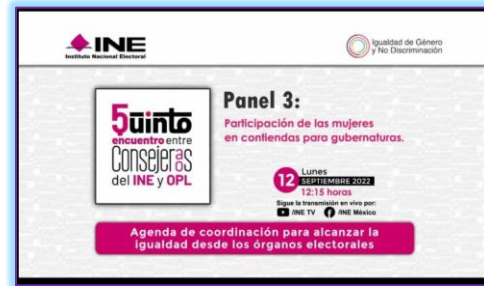 INE
Instituto Nacional Electoral
Igualdad de Género
y No Discriminación
5uinto
encuentro entre
Consejeraos
del INE y OPL
Panel 3:
Participación de las mujeres
en contiendas para gubernaturas.
12 Lunes
SEPTIEMBRE 2022
12:15 horas
Sigue la transmisión en vivo por:
/INE TV /INE México
Agenda de coordinación para alcanzar la
igualdad desde los órganos electorales